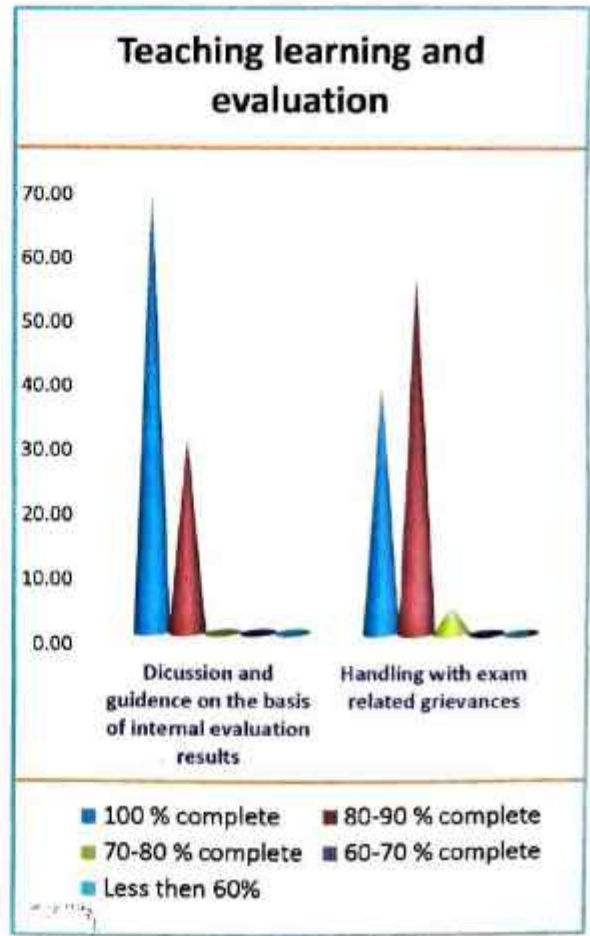 Teaching learning and
evaluation
70.00
60.00
50.00
40.00
30.00
20.00
10.00
0.00
Dicussion and
guidence on the basis
of internal evaluation
results
Handling with exam
related grievances
100 % complete
80-90 % complete
70-80 % complete
60-70 % complete
Less then 60%